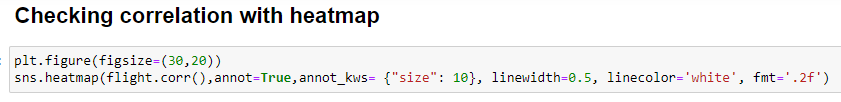 Checking correlation with heatmap
plt.figure(figsize=(30,20))
sns.heatmap(flight.corr(),annot=True,annot_kws= {"size": 10}, linewidth=0.5, linecolor='white', fmt='.2f')